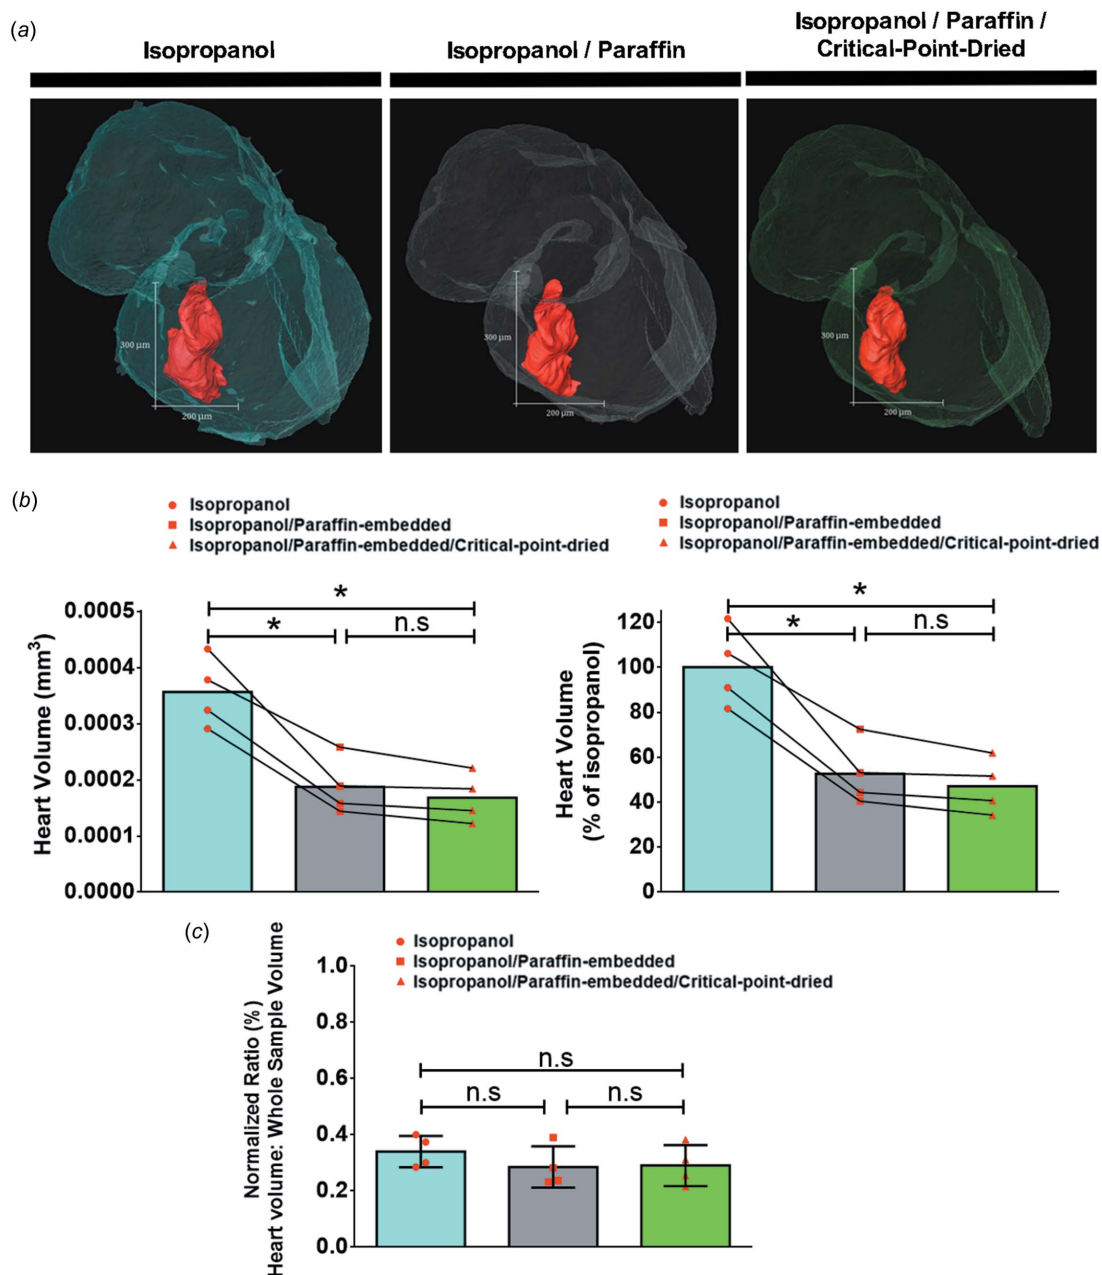 (a)
Isopropanol
Isopropanol / Paraffin
Isopropanol / Paraffin /
Critical-Point-Dried
300 µm
200 µm
300 µm
200 µm
300 µm
200 µm
(b)
Isopropanol
Isopropanol/Paraffin-embedded
Isopropanol/Paraffin-embedded/Critical-point-dried
Heart Volume (mm³)
0.0005
0.0004
0.0003
0.0002
0.0001
0.0000
*
*
n.s
Isopropanol
Isopropanol/Paraffin-embedded
Isopropanol/Paraffin-embedded/Critical-point-dried
Heart Volume
(% of isopropanol)
120
100
80
60
40
20
0
*
*
n.s
(c)
Isopropanol
Isopropanol/Paraffin-embedded
Isopropanol/Paraffin-embedded/Critical-point-dried
Normalized Ratio (%)
Heart volume: Whole Sample Volume
1.0
0.8
0.6
0.4
0.2
0.0
n.s
n.s
n.s